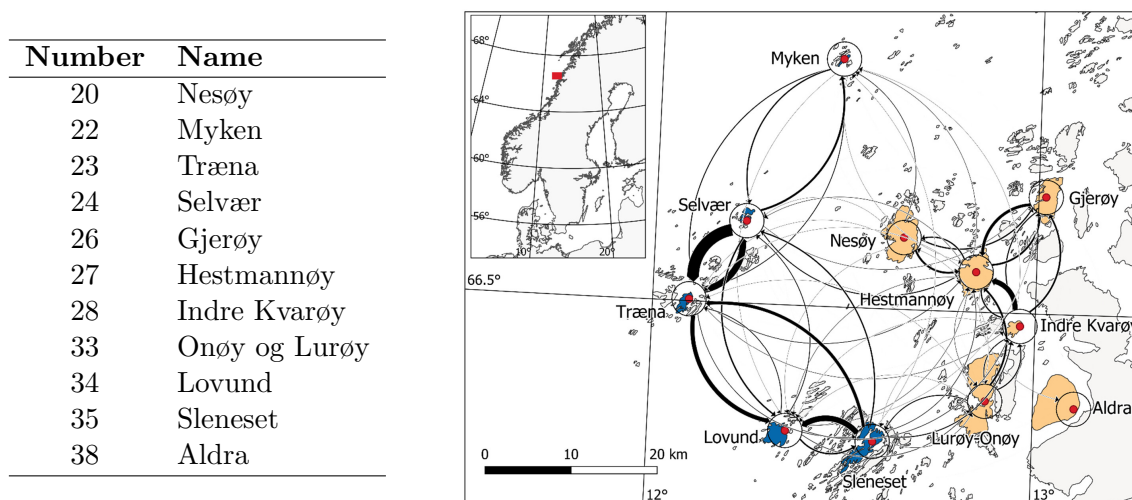 Number Name
20 Nesøy
22 Myken
23 Træna
24 Selvær
26 Gjerøy
27 Hestmannøy
28 Indre Kvarøy
33 Onøy og Lurøy
34 Lovund
35 Sleneset
38 Aldra
68°
64°
60°
56°
10° 20°
66.5°
Myken
Selvær
Gjerøy
Nesøy
Hestmannøy
Træna
Indre Kvarøy
Aldra
Lovund
Lurøy-Onøy
Sleneset
0 10 20 km
12° 13°